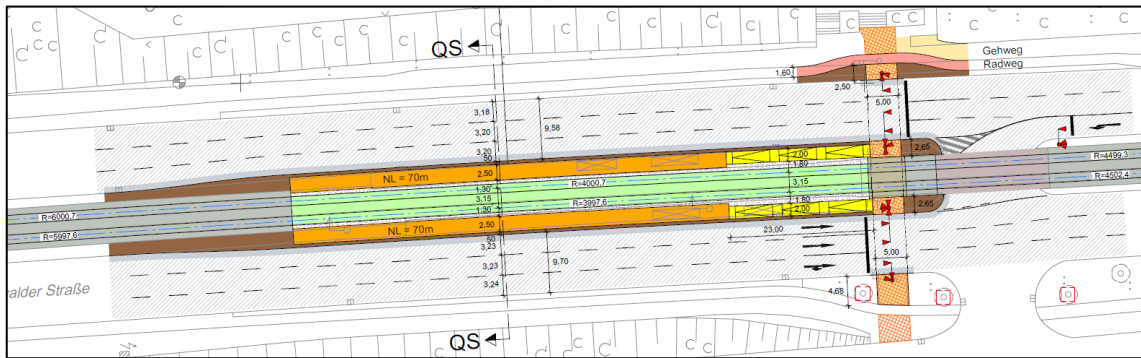 QS
Gehweg
Radweg
1,60
2,50
5,00
3,18
3,20
3,20
9,58
50
2,50
1,30
3,15
1,30
2,50
50
3,23
3,23
3,24
9,70
NL = 70m
NL = 70m
2,00
1,80
3,15
1,80
2,00
2,65
2,65
R=6000,7
R=5997,6
R=4000,7
R=3997,6
R=4499,3
R=4502,4
23,00
5,00
4,68
alder Straße
QS